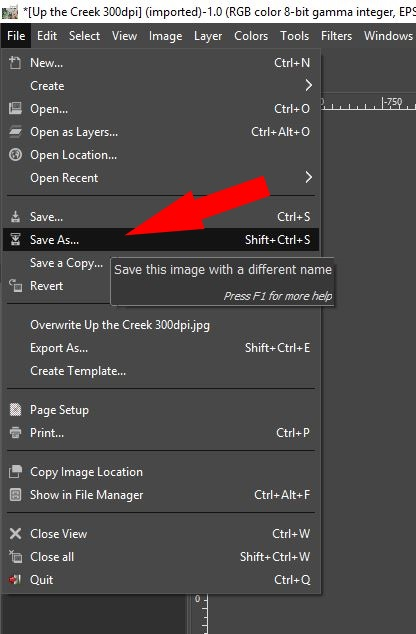 *[Up the Creek 300dpi] (imported)-1.0 (RGB color 8-bit gamma integer, EPS
File Edit Select View Image Layer Colors Tools Filters Windows
New... Ctrl+N
Create
Open... Ctrl+O
Open as Layers... Ctrl+Alt+O
Open Location...
Open Recent
-750
Save... Ctrl+S
Save As... Shift+Ctrl+S
Save a Copy...
Save this image with a different name
Revert
Press F1 for more help
Overwrite Up the Creek 300dpi.jpg
Export As... Shift+Ctrl+E
Create Template...
Page Setup
Print... Ctrl+P
Copy Image Location
Show in File Manager Ctrl+Alt+F
Close View Ctrl+W
Close all Shift+Ctrl+W
Quit Ctrl+Q
0